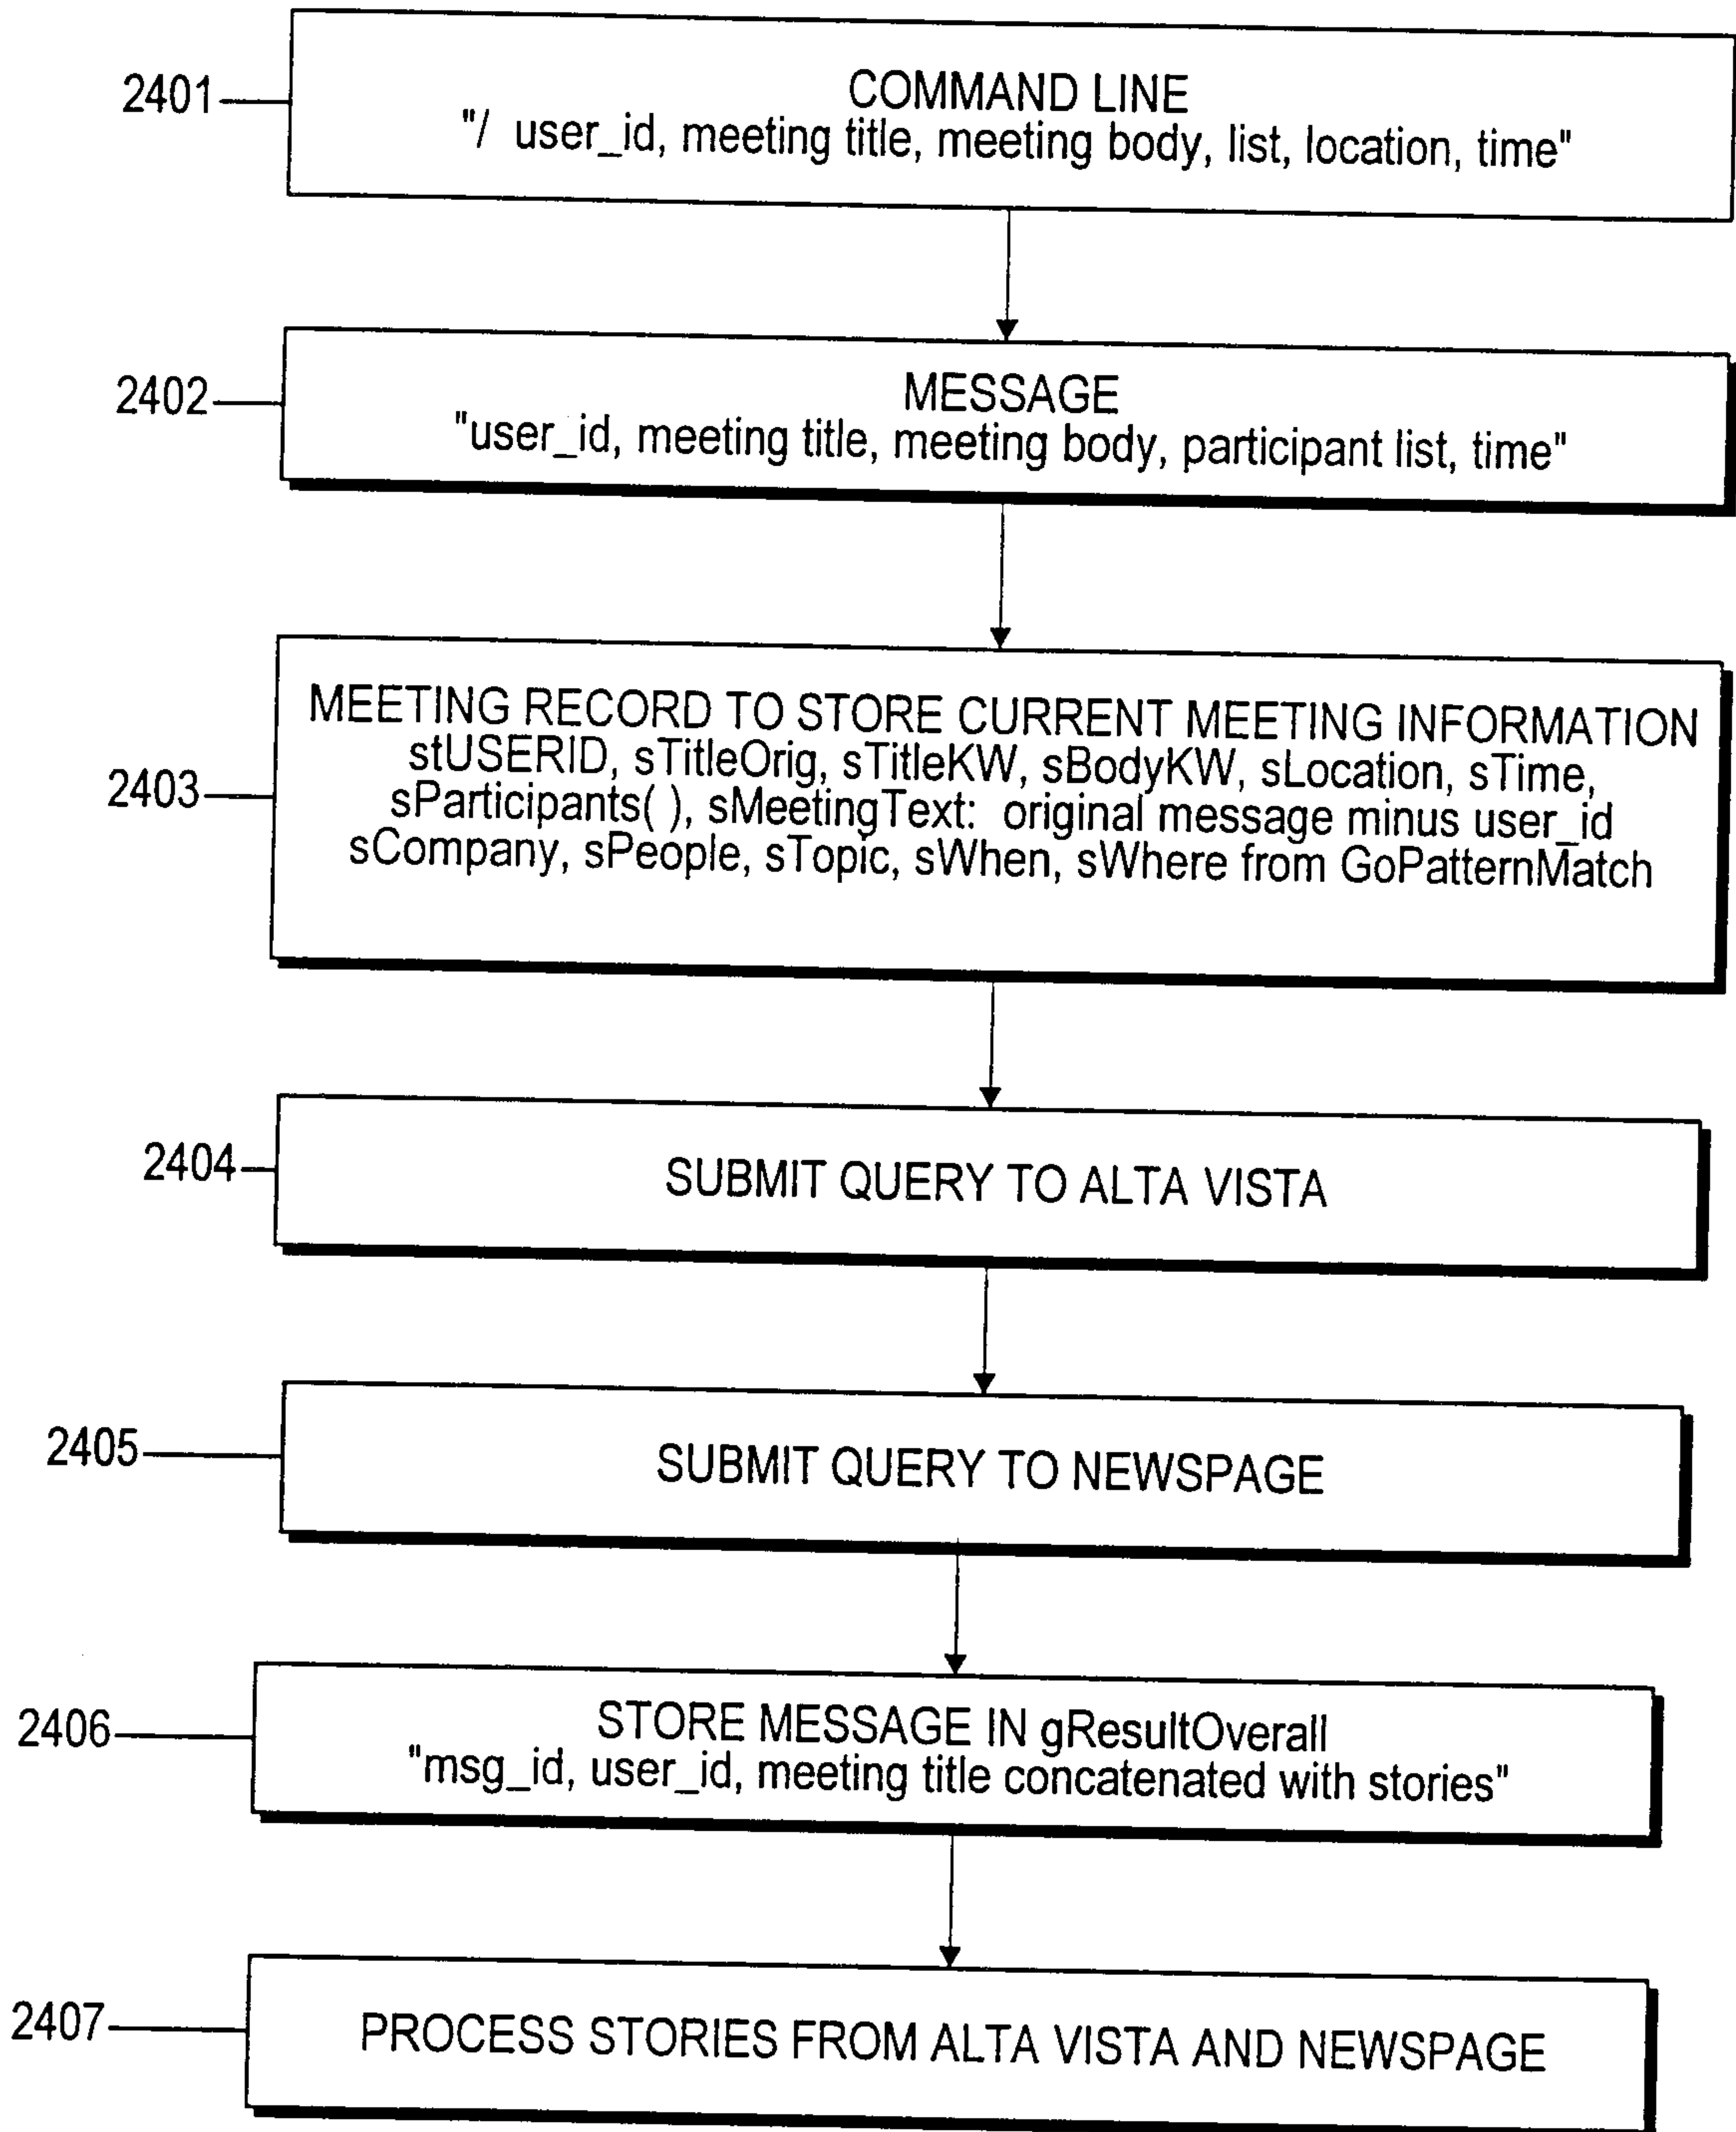 2401
COMMAND LINE
"/ user_id, meeting title, meeting body, list, location, time"
2402
MESSAGE
"user_id, meeting title, meeting body, participant list, time"
2403
MEETING RECORD TO STORE CURRENT MEETING INFORMATION
stUSERID, sTitleOrig, sTitleKW, sBodyKW, sLocation, sTime,
sParticipants( ), sMeetingText: original message minus user_id
sCompany, sPeople, sTopic, sWhen, sWhere from GoPatternMatch
2404
SUBMIT QUERY TO ALTA VISTA
2405
SUBMIT QUERY TO NEWSPAGE
2406
STORE MESSAGE IN gResultOverall
"msg_id, user_id, meeting title concatenated with stories"
2407
PROCESS STORIES FROM ALTA VISTA AND NEWSPAGE